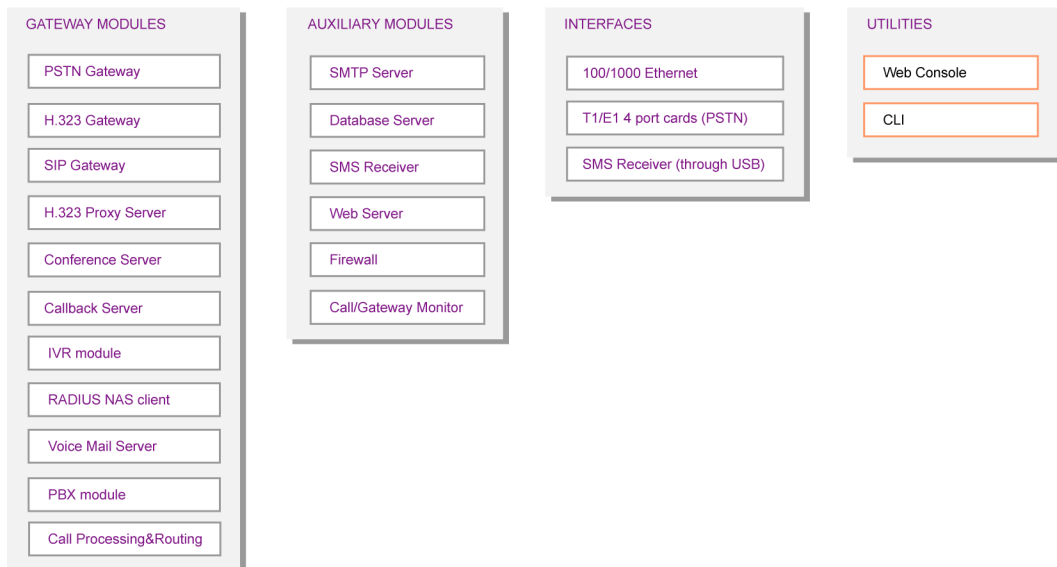 GATEWAY MODULES
PSTN Gateway
H.323 Gateway
SIP Gateway
H.323 Proxy Server
Conference Server
Callback Server
IVR module
RADIUS NAS client
Voice Mail Server
PBX module
Call Processing&Routing
AUXILIARY MODULES
SMTP Server
Database Server
SMS Receiver
Web Server
Firewall
Call/Gateway Monitor
INTERFACES
100/1000 Ethernet
T1/E1 4 port cards (PSTN)
SMS Receiver (through USB)
UTILITIES
Web Console
CLI